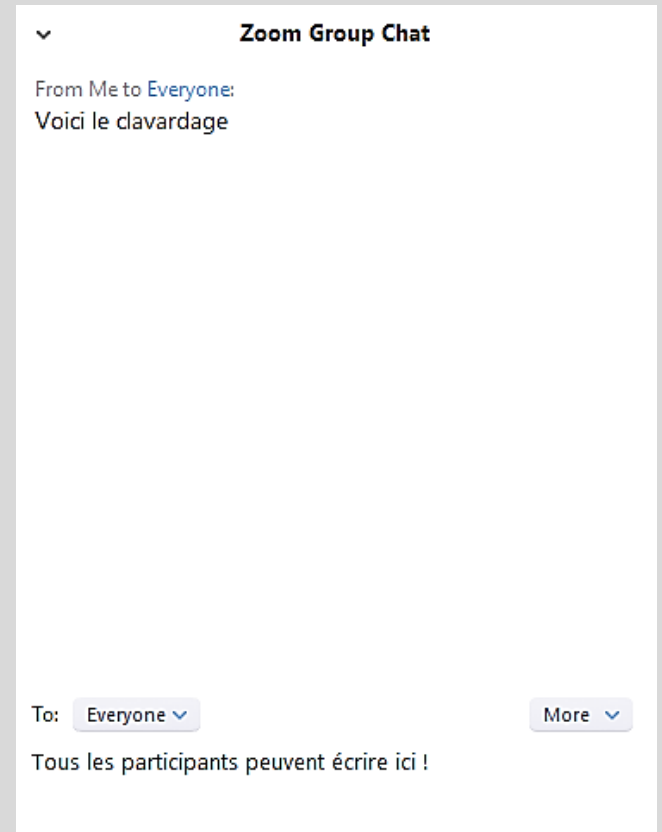 Zoom Group Chat
From Me to Everyone:
Voici le clavardage
To: Everyone More
Tous les participants peuvent écrire ici !